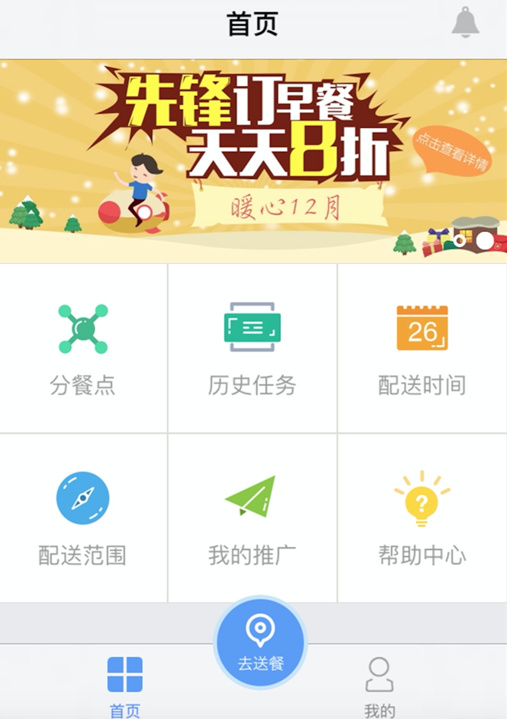 首页
先锋订早餐
天天8折
点击查看详情
暖心12月
分餐点
历史任务
26
配送时间
配送范围
我的推广
?
帮助中心
去送餐
首页
我的